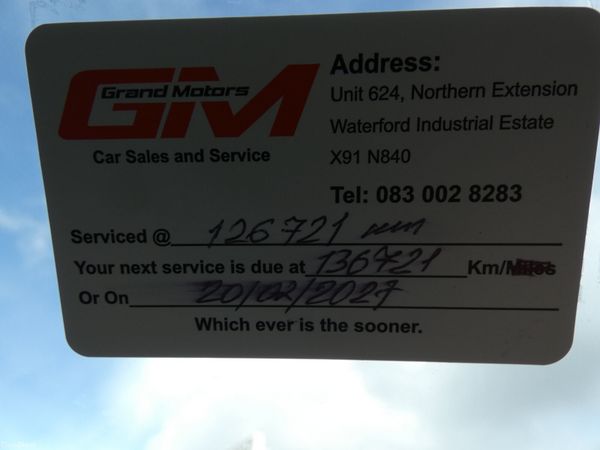 GM
Grand Motors
Car Sales and Service
Address:
Unit 624, Northern Extension
Waterford Industrial Estate
X91 N840
Tel: 083 002 8283
Serviced @ 126721 km
Your next service is due at 136721 Km/Miles
Or On 20/02/2027
Which ever is the sooner.